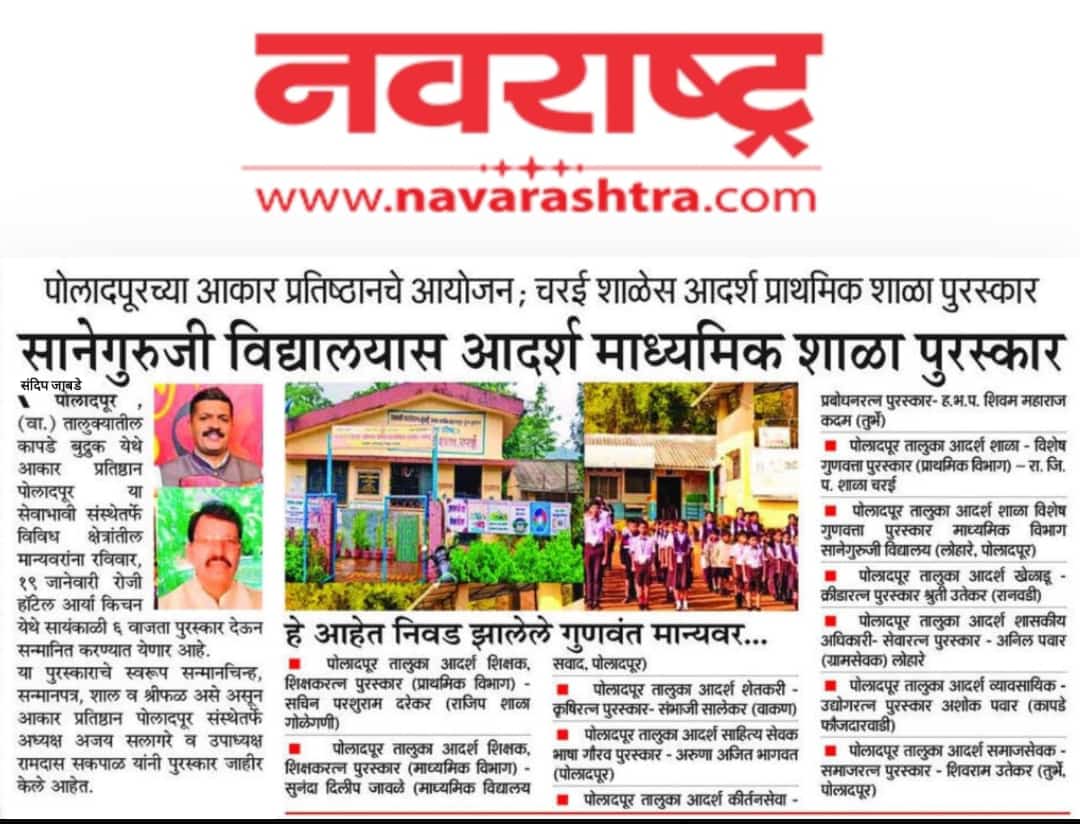 नवराष्ट्र
www.navarashtra.com
पोलादपूरच्या आकार प्रतिष्ठानचे आयोजन; चरई शाळेस आदर्श प्राथमिक शाळा पुरस्कार
सानेगुरुजी विद्यालयास आदर्श माध्यमिक शाळा पुरस्कार
संदिप जाबडे
पोलादपूर ,
(वा.) तालुक्यातील
कापडे बुद्रुक येथे
आकार प्रतिष्ठान
पोलादपूर या
सेवाभावी संस्थेतर्फे
विविध क्षेत्रांतील
मान्यवरांना रविवार,
१९ जानेवारी रोजी
हॉटेल आर्या किचन
येथे सायंकाळी ६ वाजता पुरस्कार देऊन
सन्मानित करण्यात येणार आहे.
या पुरस्काराचे स्वरूप सन्मानचिन्ह,
सन्मानपत्र, शाल व श्रीफळ असे असून
आकार प्रतिष्ठान पोलादपूर संस्थेतर्फे
अध्यक्ष अजय सलागरे व उपाध्यक्ष
रामदास सकपाळ यांनी पुरस्कार जाहीर
केले आहेत.
हे आहेत निवड झालेले गुणवंत मान्यवर...
■ पोलादपूर तालुका आदर्श शिक्षक,
शिक्षकरत्न पुरस्कार (प्राथमिक विभाग) -
सचिन परशुराम दरेकर (राजिप शाळा
गोळेगणी)
■ पोलादपूर तालुका आदर्श शिक्षक,
शिक्षकरत्न पुरस्कार (माध्यमिक विभाग) -
सुनंदा दिलीप जावळे (माध्यमिक विद्यालय
सवाद, पोलादपूर)
■ पोलादपूर तालुका आदर्श शेतकरी -
कृषिरत्न पुरस्कार- संभाजी सालेकर (वाकण)
■ पोलादपूर तालुका आदर्श साहित्य सेवक
भाषा गौरव पुरस्कार - अरुणा अजित भागवत
(पोलादपूर)
■ पोलादपूर तालुका आदर्श कीर्तनसेवा -
प्रबोधनरत्न पुरस्कार- ह.भ.प. शिवम महाराज
कदम (तुर्भे)
■ पोलादपूर तालुका आदर्श शाळा - विशेष
गुणवत्ता पुरस्कार (प्राथमिक विभाग) – रा. जि.
प. शाळा चरई
■ पोलादपूर तालुका आदर्श शाळा विशेष
गुणवत्ता पुरस्कार माध्यमिक विभाग
सानेगुरुजी विद्यालय (लोहारे, पोलादपूर)
■ पोलादपूर तालुका आदर्श खेळाडू -
क्रीडारत्न पुरस्कार श्रुती उतेकर (रानवडी)
■ पोलादपूर तालुका आदर्श शासकीय
अधिकारी- सेवारत्न पुरस्कार - अनिल पवार
(ग्रामसेवक) लोहारे
■ पोलादपूर तालुका आदर्श व्यावसायिक -
उद्योगरत्न पुरस्कार अशोक पवार (कापडे
फौजदारवाडी)
■ पोलादपूर तालुका आदर्श समाजसेवक -
समाजरत्न पुरस्कार - शिवराम उतेकर (तुर्भे,
पोलादपूर)